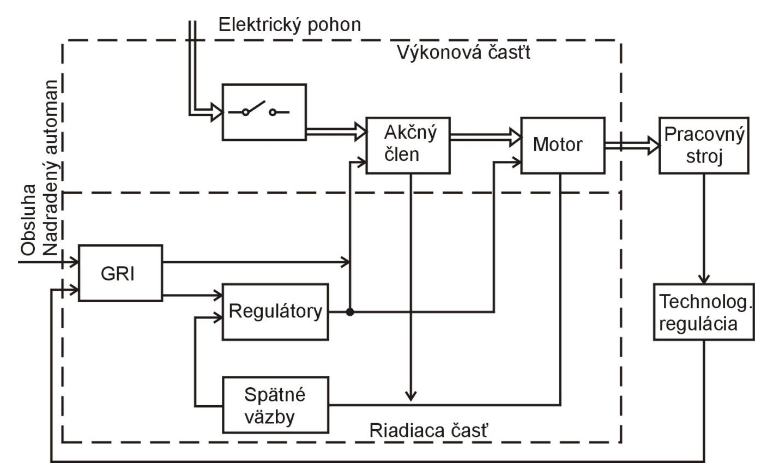 Elektrický pohon
Výkonová časťt
Akčný
člen
Motor
Pracovný
stroj
Obsluha
Nadradený automan
GRI
Regulátory
Technolog.
regulácia
Spätné
väzby
Riadiaca časť